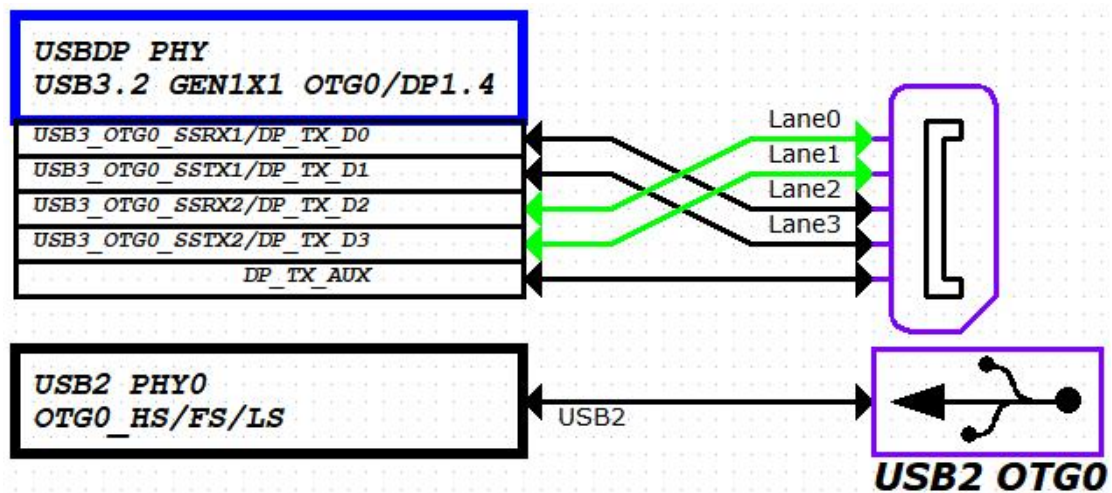 USBDP PHY
USB3.2 GEN1X1 OTG0/DP1.4
USB3_OTG0_SSRX1/DP_TX_D0
USB3_OTG0_SSTX1/DP_TX_D1
USB3_OTG0_SSRX2/DP_TX_D2
USB3_OTG0_SSTX2/DP_TX_D3
DP_TX_AUX
Lane0
Lane1
Lane2
Lane3
USB2 PHY0
OTG0_HS/FS/LS
USB2
USB2 OTG0